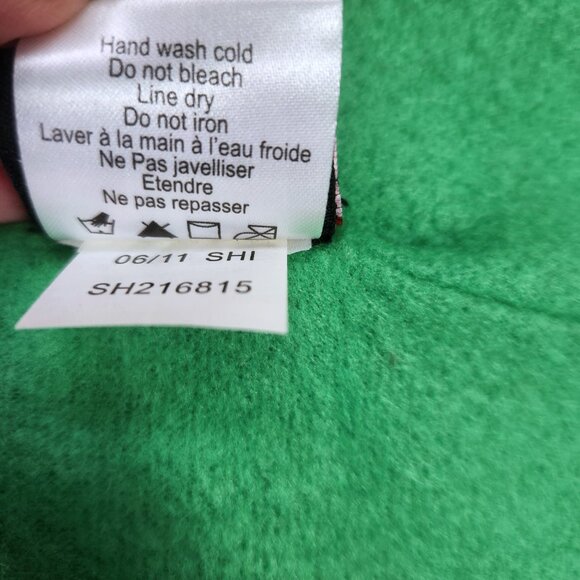 Hand wash cold
Do not bleach
Line dry
Do not iron
Laver à la main à l'eau froide
Ne Pas javelliser
Etendre
Ne pas repasser
06/11 SHI
SH216815